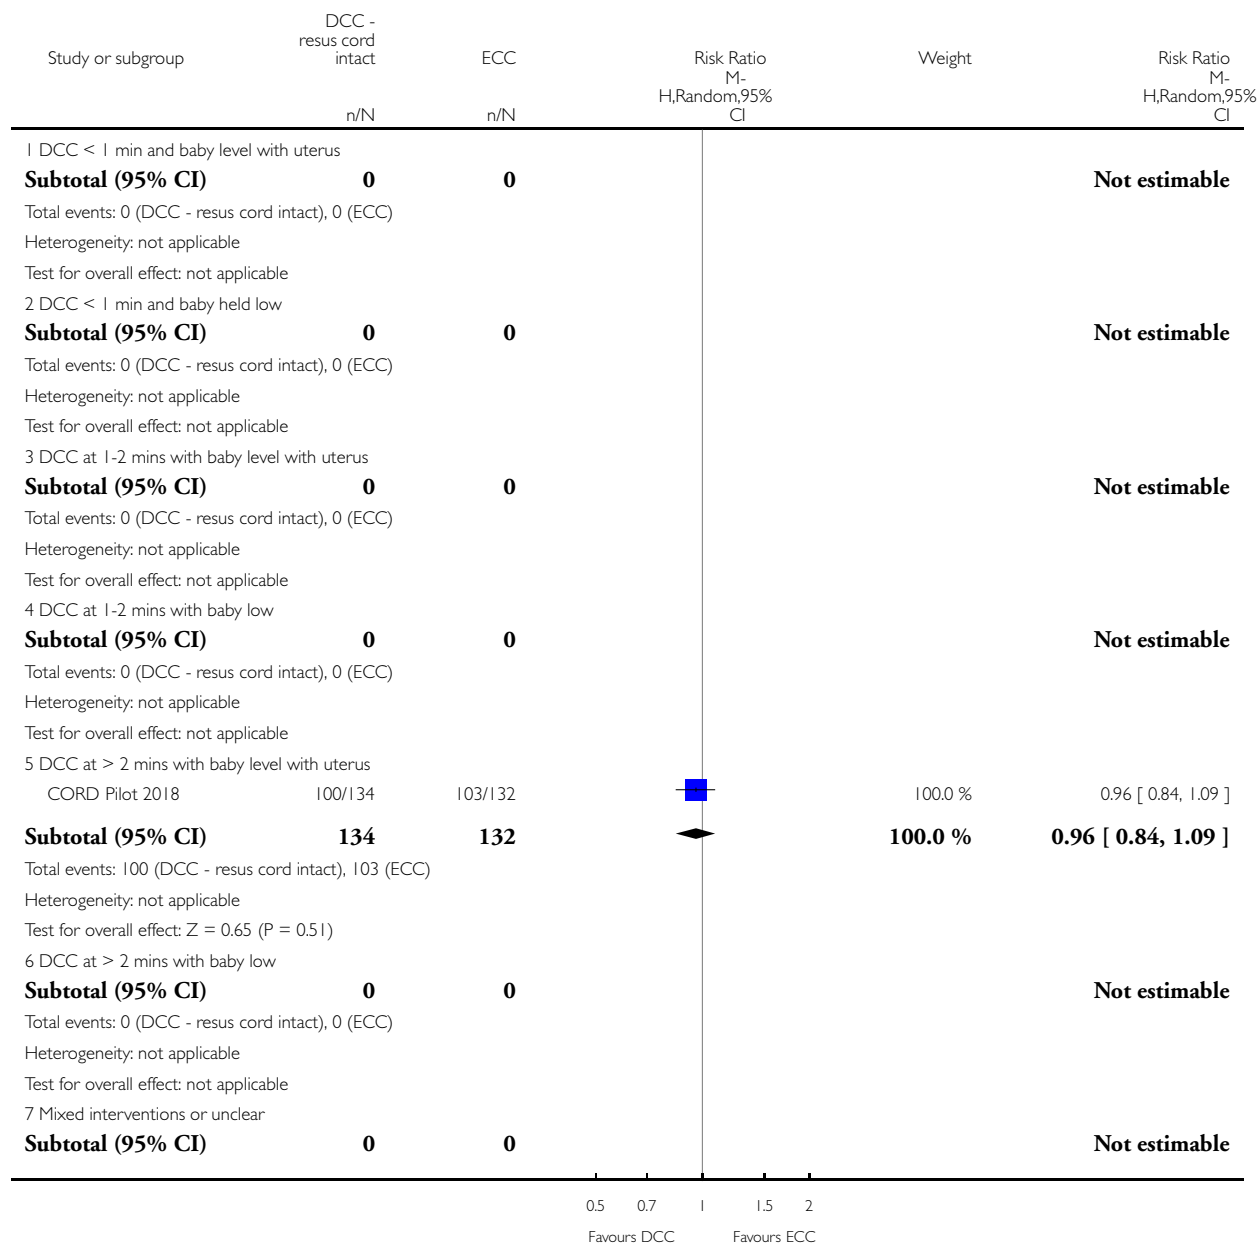 DCC -
resus cord
Study or subgroup intact ECC Risk Ratio Weight Risk Ratio
M- M-
H,Random,95% H,Random,95%
n/N n/N CI CI
1 DCC < 1 min and baby level with uterus
Subtotal (95% CI) 0 0 Not estimable
Total events: 0 (DCC - resus cord intact), 0 (ECC)
Heterogeneity: not applicable
Test for overall effect: not applicable
2 DCC < 1 min and baby held low
Subtotal (95% CI) 0 0 Not estimable
Total events: 0 (DCC - resus cord intact), 0 (ECC)
Heterogeneity: not applicable
Test for overall effect: not applicable
3 DCC at 1-2 mins with baby level with uterus
Subtotal (95% CI) 0 0 Not estimable
Total events: 0 (DCC - resus cord intact), 0 (ECC)
Heterogeneity: not applicable
Test for overall effect: not applicable
4 DCC at 1-2 mins with baby low
Subtotal (95% CI) 0 0 Not estimable
Total events: 0 (DCC - resus cord intact), 0 (ECC)
Heterogeneity: not applicable
Test for overall effect: not applicable
5 DCC at > 2 mins with baby level with uterus
CORD Pilot 2018 100/134 103/132 100.0 % 0.96 [ 0.84, 1.09 ]
Subtotal (95% CI) 134 132 100.0 % 0.96 [ 0.84, 1.09 ]
Total events: 100 (DCC - resus cord intact), 103 (ECC)
Heterogeneity: not applicable
Test for overall effect: Z = 0.65 (P = 0.51)
6 DCC at > 2 mins with baby low
Subtotal (95% CI) 0 0 Not estimable
Total events: 0 (DCC - resus cord intact), 0 (ECC)
Heterogeneity: not applicable
Test for overall effect: not applicable
7 Mixed interventions or unclear
Subtotal (95% CI) 0 0 Not estimable
0.5 0.7 1 1.5 2
Favours DCC Favours ECC